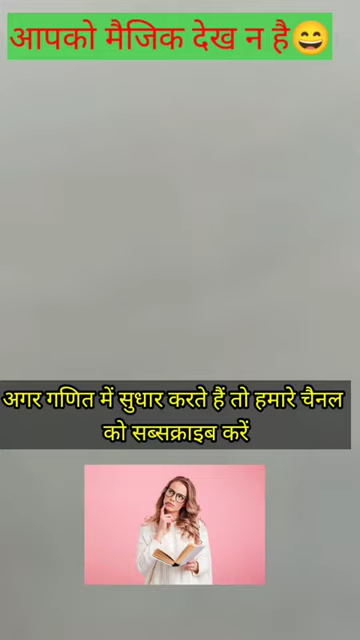 आपको मैजिक देख न है😄
अगर गणित में सुधार करते हैं तो हमारे चैनल
को सब्सक्राइब करें